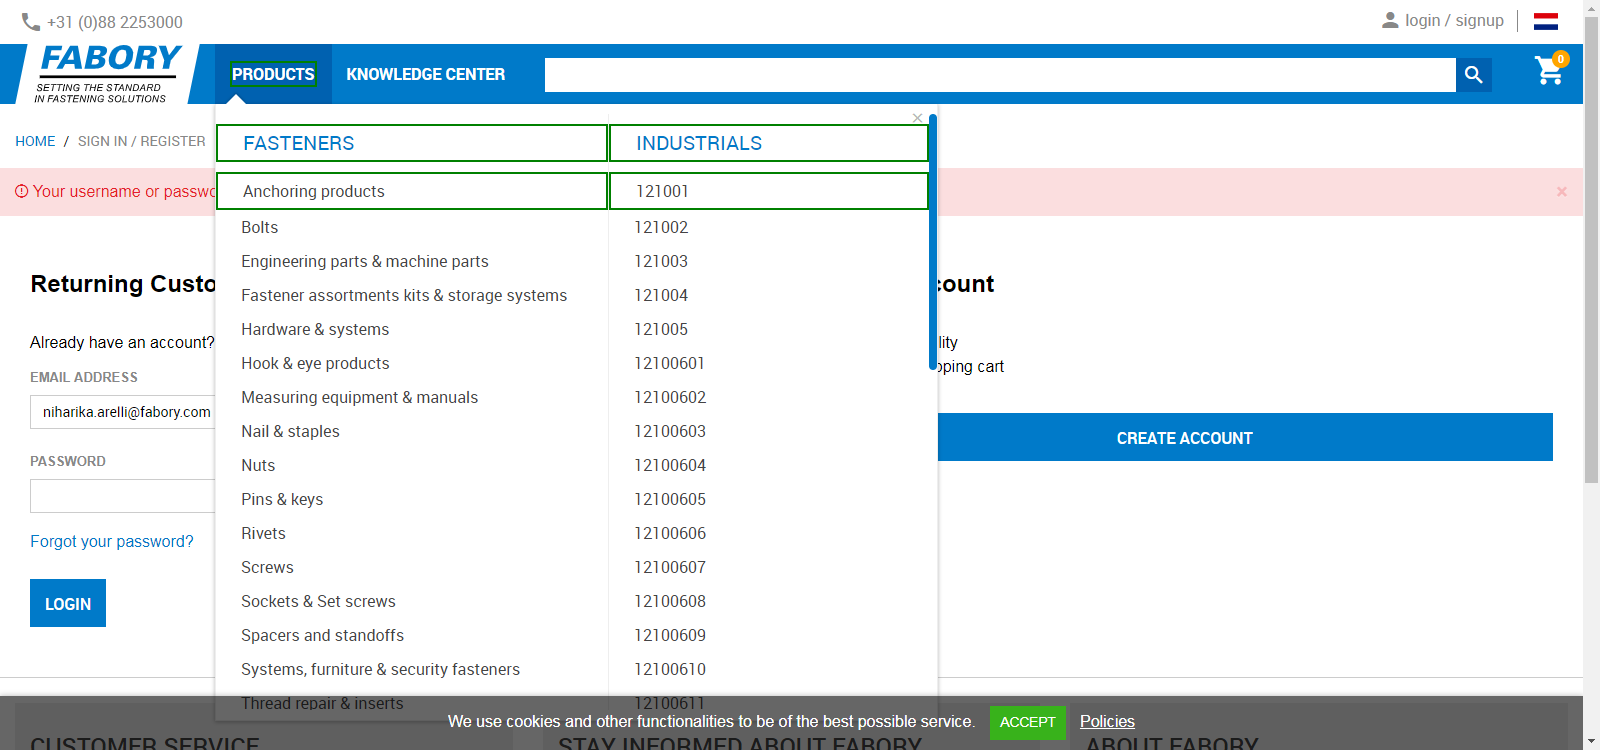 +31 (0)88 2253000
login / signup
FABORY
SETTING THE STANDARD
IN FASTENING SOLUTIONS
PRODUCTS
KNOWLEDGE CENTER
0
HOME / SIGN IN / REGISTER
Your username or passwo
×
×
FASTENERS
Anchoring products
Bolts
Engineering parts & machine parts
Fastener assortments kits & storage systems
Hardware & systems
Hook & eye products
Measuring equipment & manuals
Nail & staples
Nuts
Pins & keys
Rivets
Screws
Sockets & Set screws
Spacers and standoffs
Systems, furniture & security fasteners
Thread repair & inserts
INDUSTRIALS
121001
121002
121003
121004
121005
12100601
12100602
12100603
12100604
12100605
12100606
12100607
12100608
12100609
12100610
12100611
Returning Custo
Already have an account?
EMAIL ADDRESS
niharika.arelli@fabory.com
PASSWORD
Forgot your password?
LOGIN
count
lity
pping cart
CREATE ACCOUNT
We use cookies and other functionalities to be of the best possible service. ACCEPT Policies
CUSTOMER SERVICE
STAY INFORMED ABOUT FABORY
ABOUT FABORY